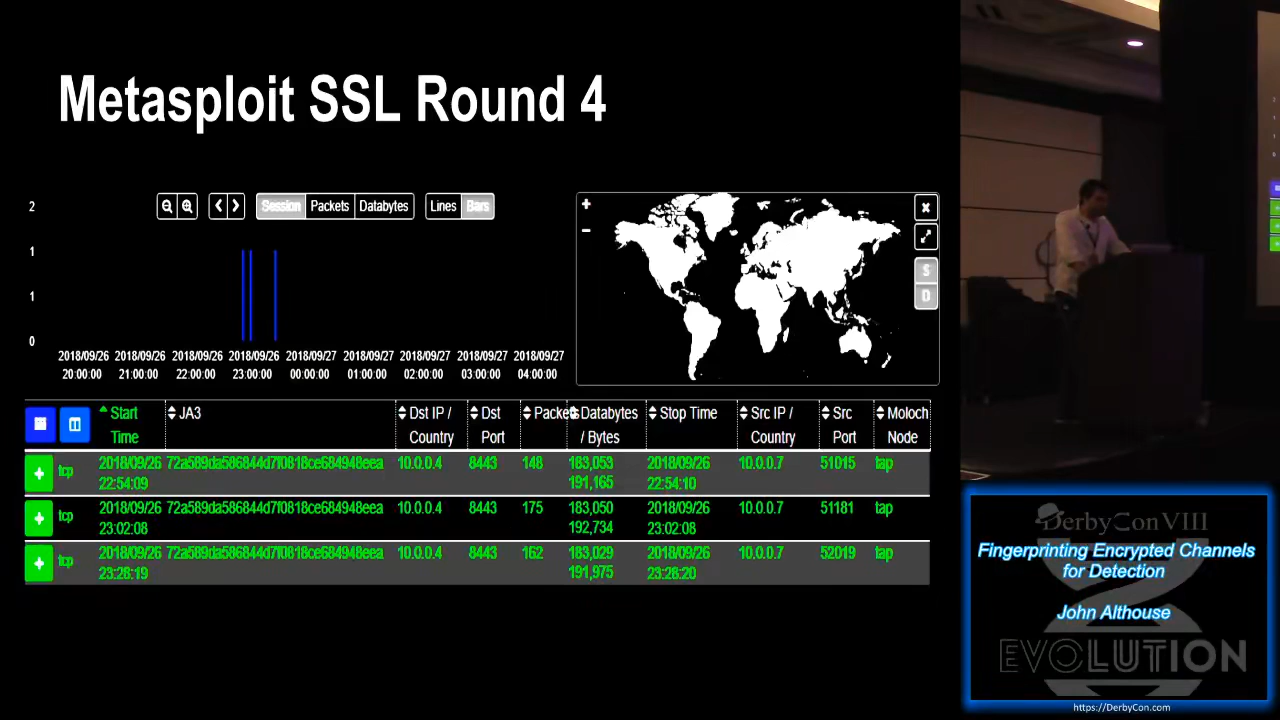 Metasploit SSL Round 4
2
1
1
0
Session Packets Databytes Lines Bars
2018/09/26 2018/09/26 2018/09/26 2018/09/26 2018/09/27 2018/09/27 2018/09/27 2018/09/27 2018/09/27
20:00:00 21:00:00 22:00:00 23:00:00 00:00:00 01:00:00 02:00:00 03:00:00 04:00:00
+
−
S
D
Start JA3 Dst IP / Dst Packets Databytes Stop Time Src IP / Src Moloch
Time Country Port / Bytes Country Port Node
tcp 2018/09/26 72a589da586844d7f0818ce684948eea 10.0.0.4 8443 148 183,053 2018/09/26 10.0.0.7 51015 tap
22:54:09 191,165 22:54:10
tcp 2018/09/26 72a589da586844d7f0818ce684948eea 10.0.0.4 8443 175 183,050 2018/09/26 10.0.0.7 51181 tap
23:02:08 192,734 23:02:08
tcp 2018/09/26 72a589da586844d7f0818ce684948eea 10.0.0.4 8443 162 183,029 2018/09/26 10.0.0.7 52019 tap
23:26:19 191,975 23:26:20
DerbyCon VIII
Fingerprinting Encrypted Channels
for Detection
John Althouse
EVOLUTION
https://DerbyCon.com